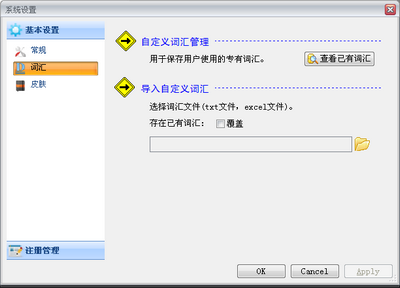 系统设置
基本设置
常规
词汇
皮肤
注册管理
自定义词汇管理
用于保存用户使用的专有词汇。
查看已有词汇
导入自定义词汇
选择词汇文件(txt文件，excel文件)。
存在已有词汇：
覆盖
OK
Cancel
Apply